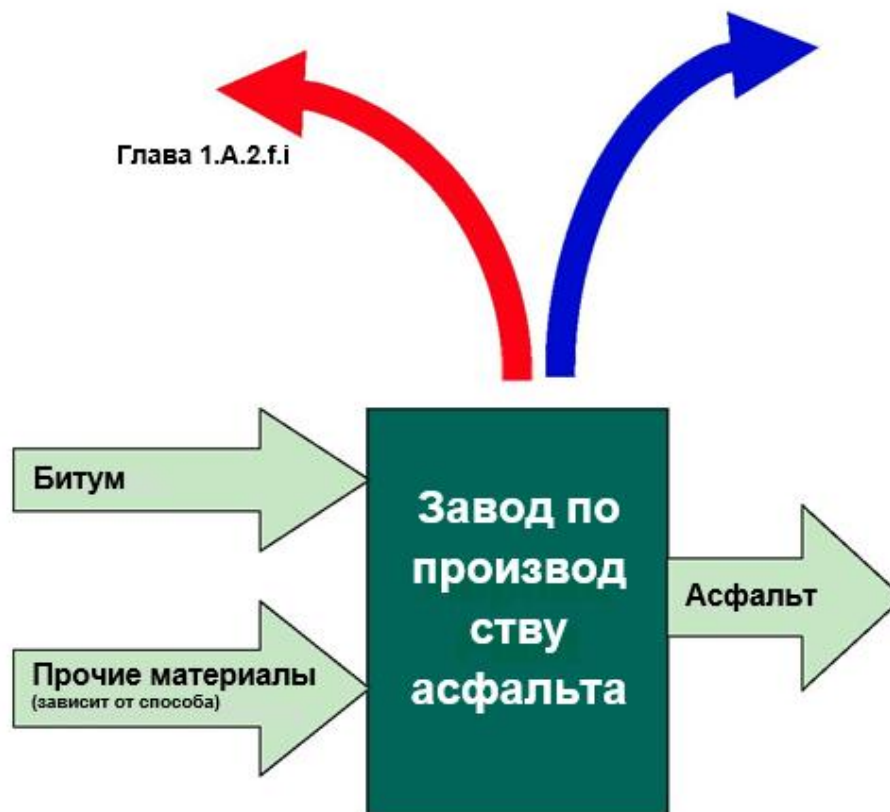 Глава 1.A.2.f.i
Битум
Прочие материалы
(зависит от способа)
Завод по
производ
ству
асфальта
Асфальт